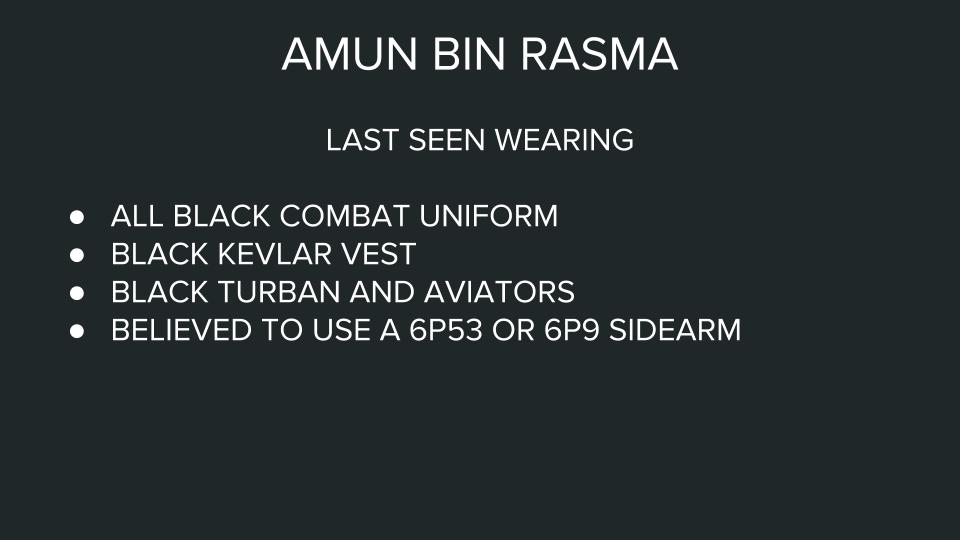 AMUN BIN RASMA
LAST SEEN WEARING
● ALL BLACK COMBAT UNIFORM
● BLACK KEVLAR VEST
● BLACK TURBAN AND AVIATORS
● BELIEVED TO USE A 6P53 OR 6P9 SIDEARM